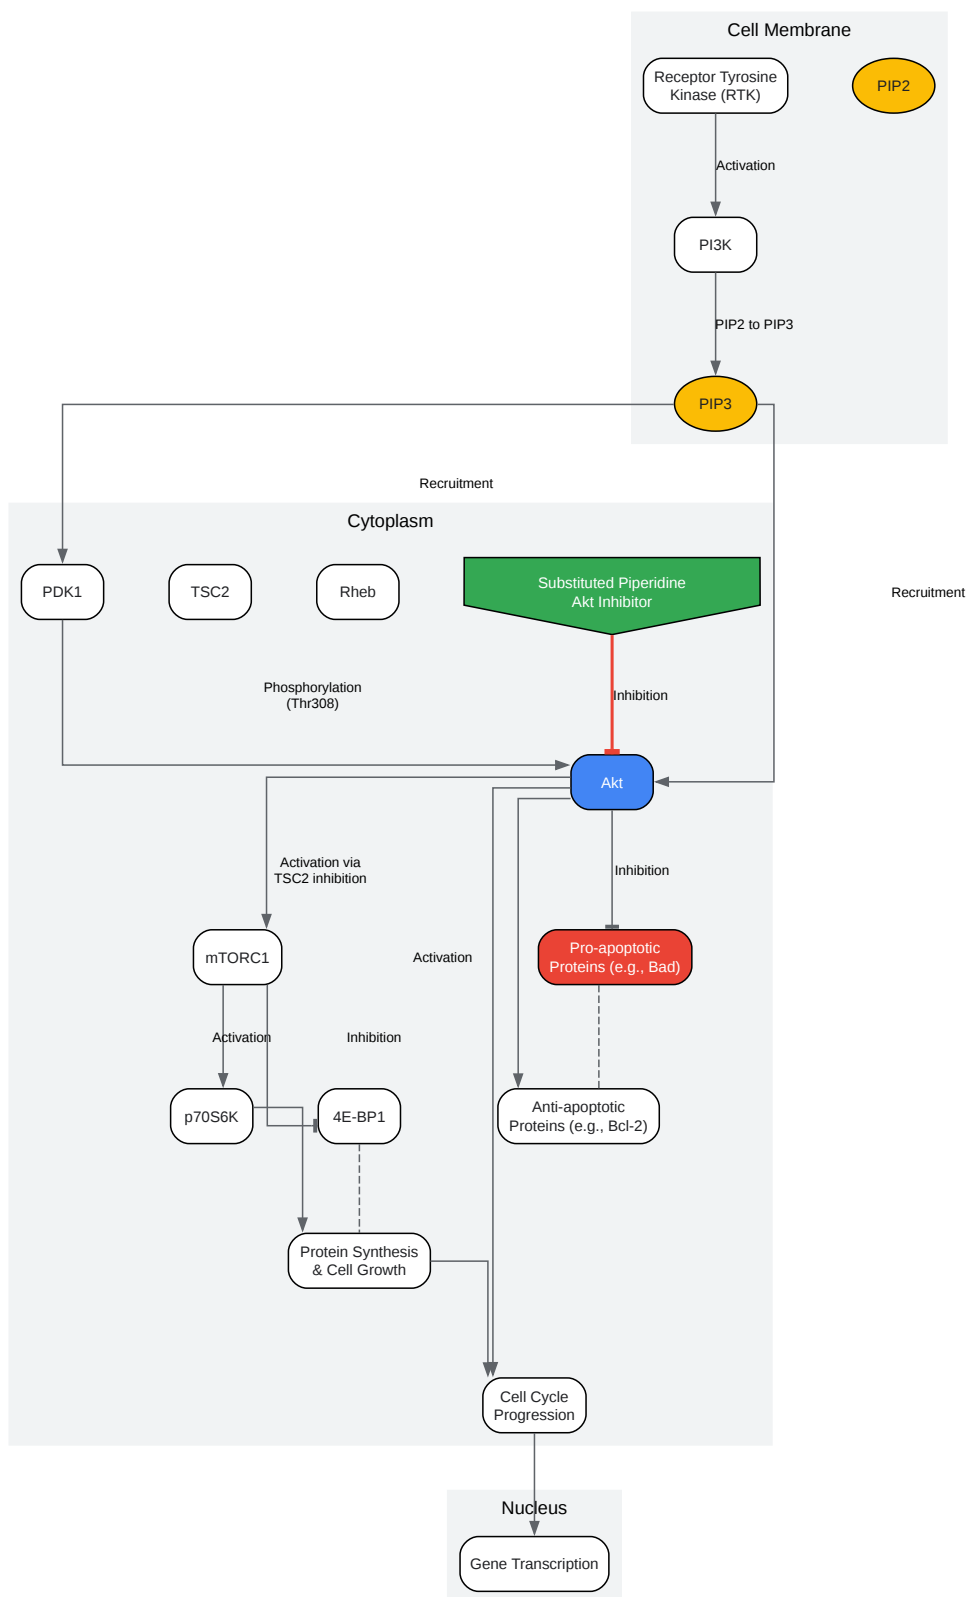 Cell Membrane
Receptor Tyrosine
Kinase (RTK)
PIP2
Activation
PI3K
PIP2 to PIP3
PIP3
Recruitment
Cytoplasm
PDK1
TSC2
Rheb
Substituted Piperidine
Akt Inhibitor
Recruitment
Phosphorylation
(Thr308)
Inhibition
Akt
Activation via
TSC2 inhibition
Inhibition
mTORC1
Activation
Pro-apoptotic
Proteins (e.g., Bad)
Activation
Inhibition
p70S6K
4E-BP1
Anti-apoptotic
Proteins (e.g., Bcl-2)
Protein Synthesis
& Cell Growth
Cell Cycle
Progression
Nucleus
Gene Transcription